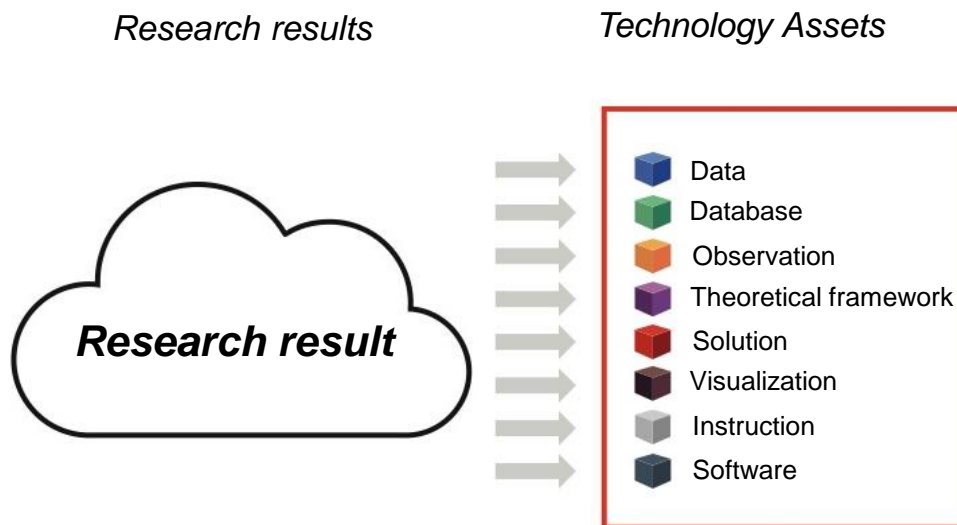 Research results
Technology Assets
Research result
Data
Database
Observation
Theoretical framework
Solution
Visualization
Instruction
Software